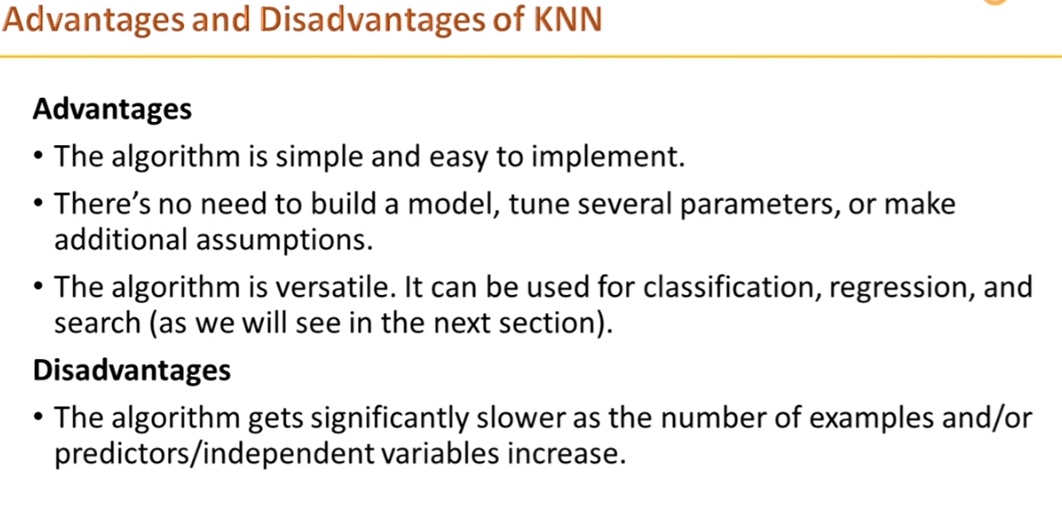 Advantages and Disadvantages of KNN
Advantages
• The algorithm is simple and easy to implement.
• There’s no need to build a model, tune several parameters, or make
additional assumptions.
• The algorithm is versatile. It can be used for classification, regression, and
search (as we will see in the next section).
Disadvantages
• The algorithm gets significantly slower as the number of examples and/or
predictors/independent variables increase.